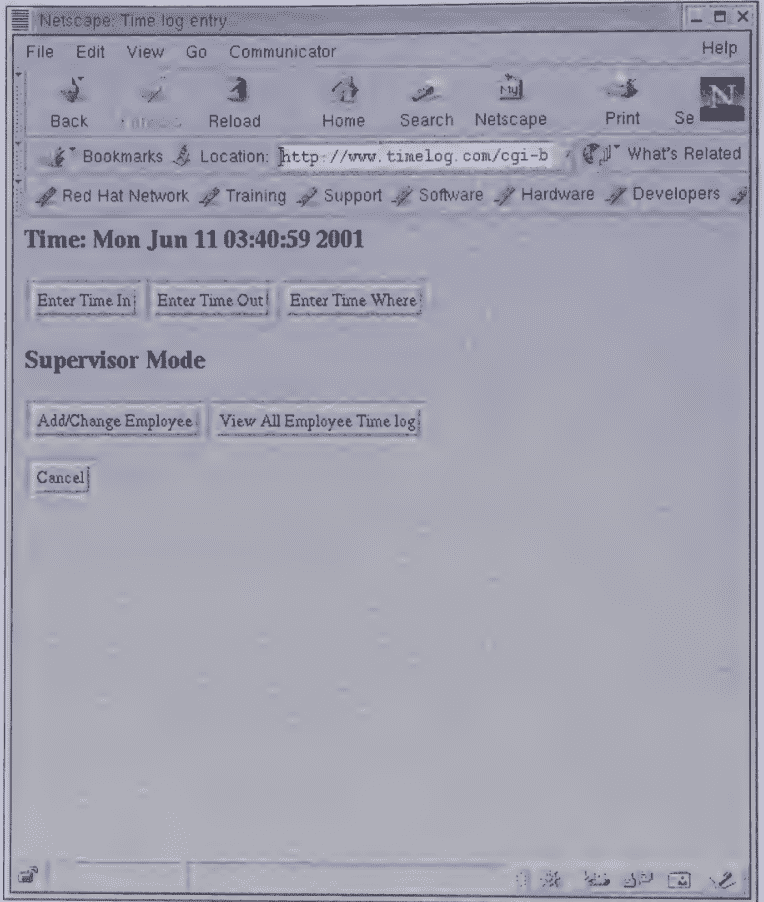 Netscape: Time log entry
File Edit View Go Communicator Help
My N
Back Reload Home Search Netscape Print Se
Bookmarks Location: http://www.timelog.com/cgi-b What's Related
Red Hat Network Training Support Software Hardware Developers
Time: Mon Jun 11 03:40:59 2001
Enter Time In Enter Time Out Enter Time Where
Supervisor Mode
Add/Change Employee View All Employee Time log
Cancel